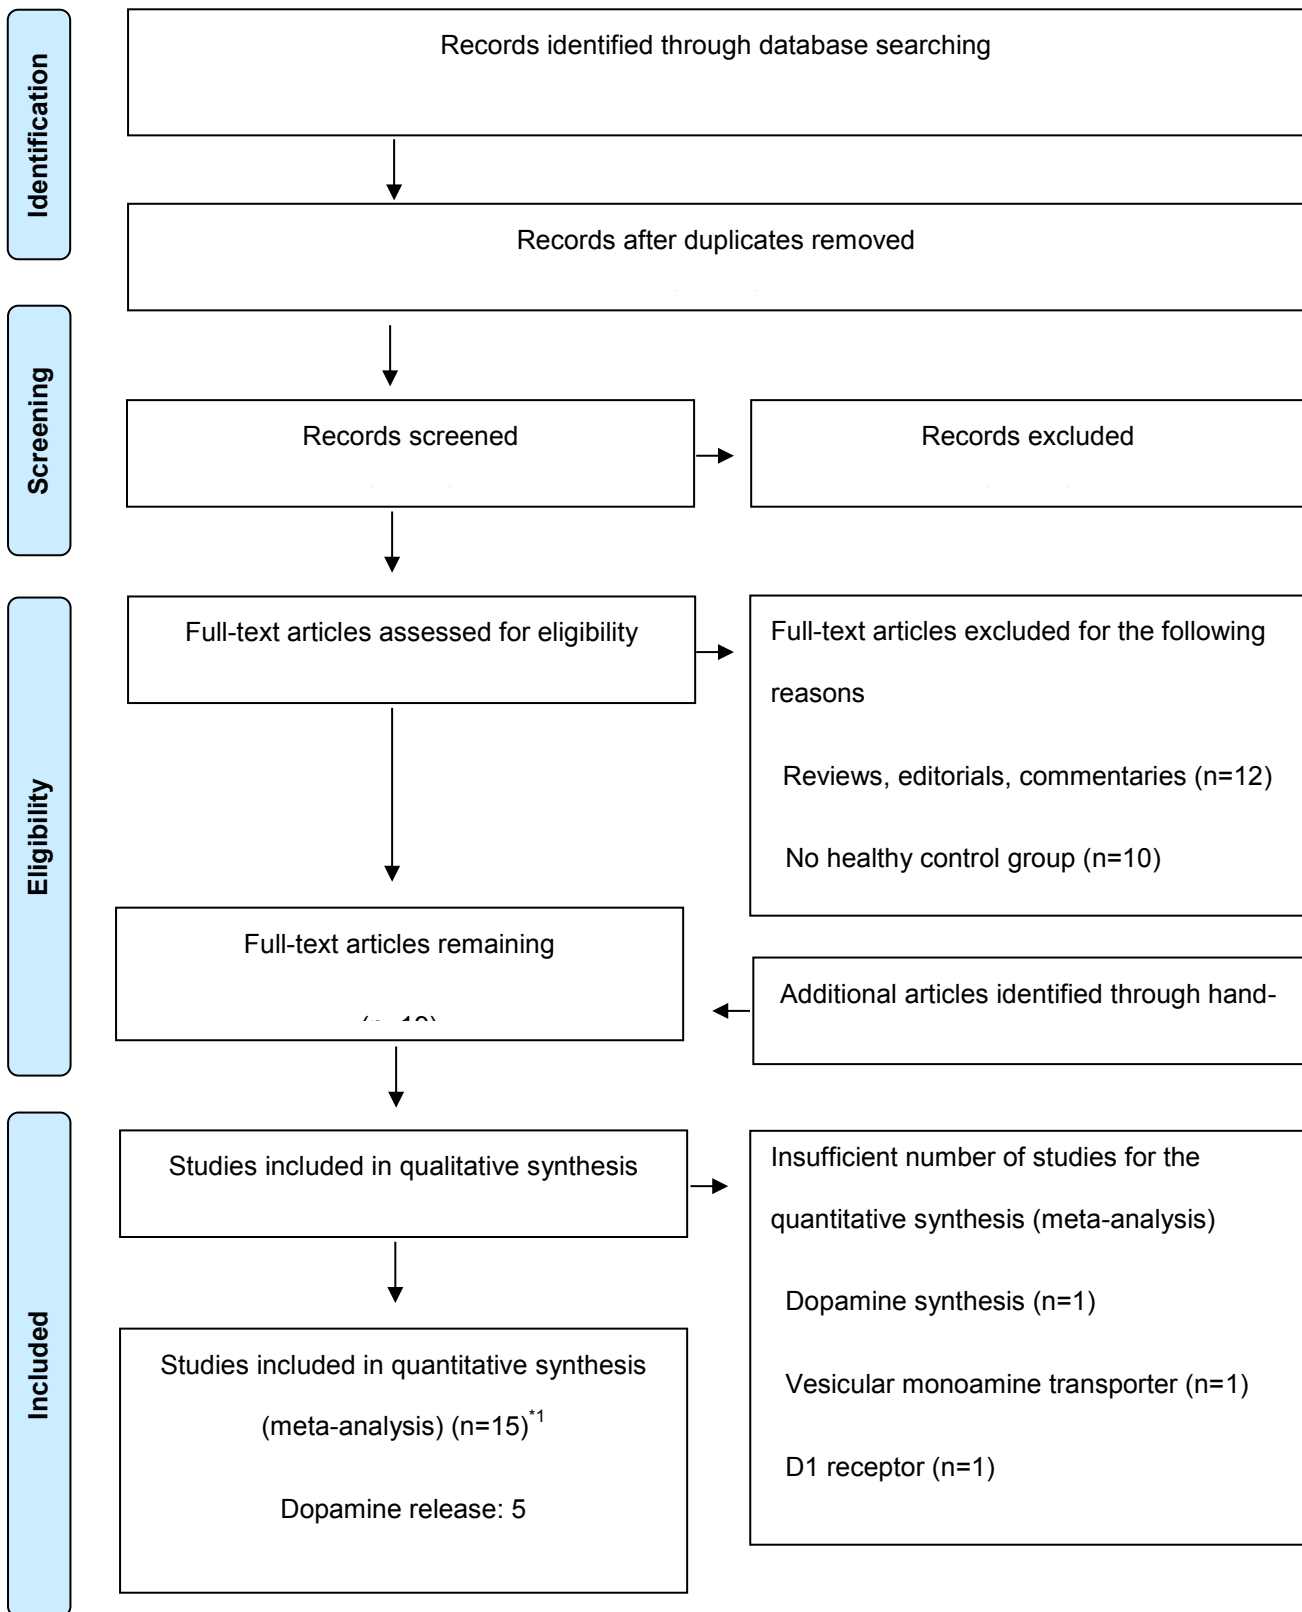 Identification
Records identified through database searching
Records after duplicates removed
Screening
Records screened
Records excluded
Eligibility
Full-text articles assessed for eligibility
Full-text articles excluded for the following
reasons
Reviews, editorials, commentaries (n=12)
No healthy control group (n=10)
Full-text articles remaining
Additional articles identified through hand-
Included
Studies included in qualitative synthesis
Insufficient number of studies for the
quantitative synthesis (meta-analysis)
Dopamine synthesis (n=1)
Vesicular monoamine transporter (n=1)
D1 receptor (n=1)
Studies included in quantitative synthesis
(meta-analysis) (n=15)*1
Dopamine release: 5